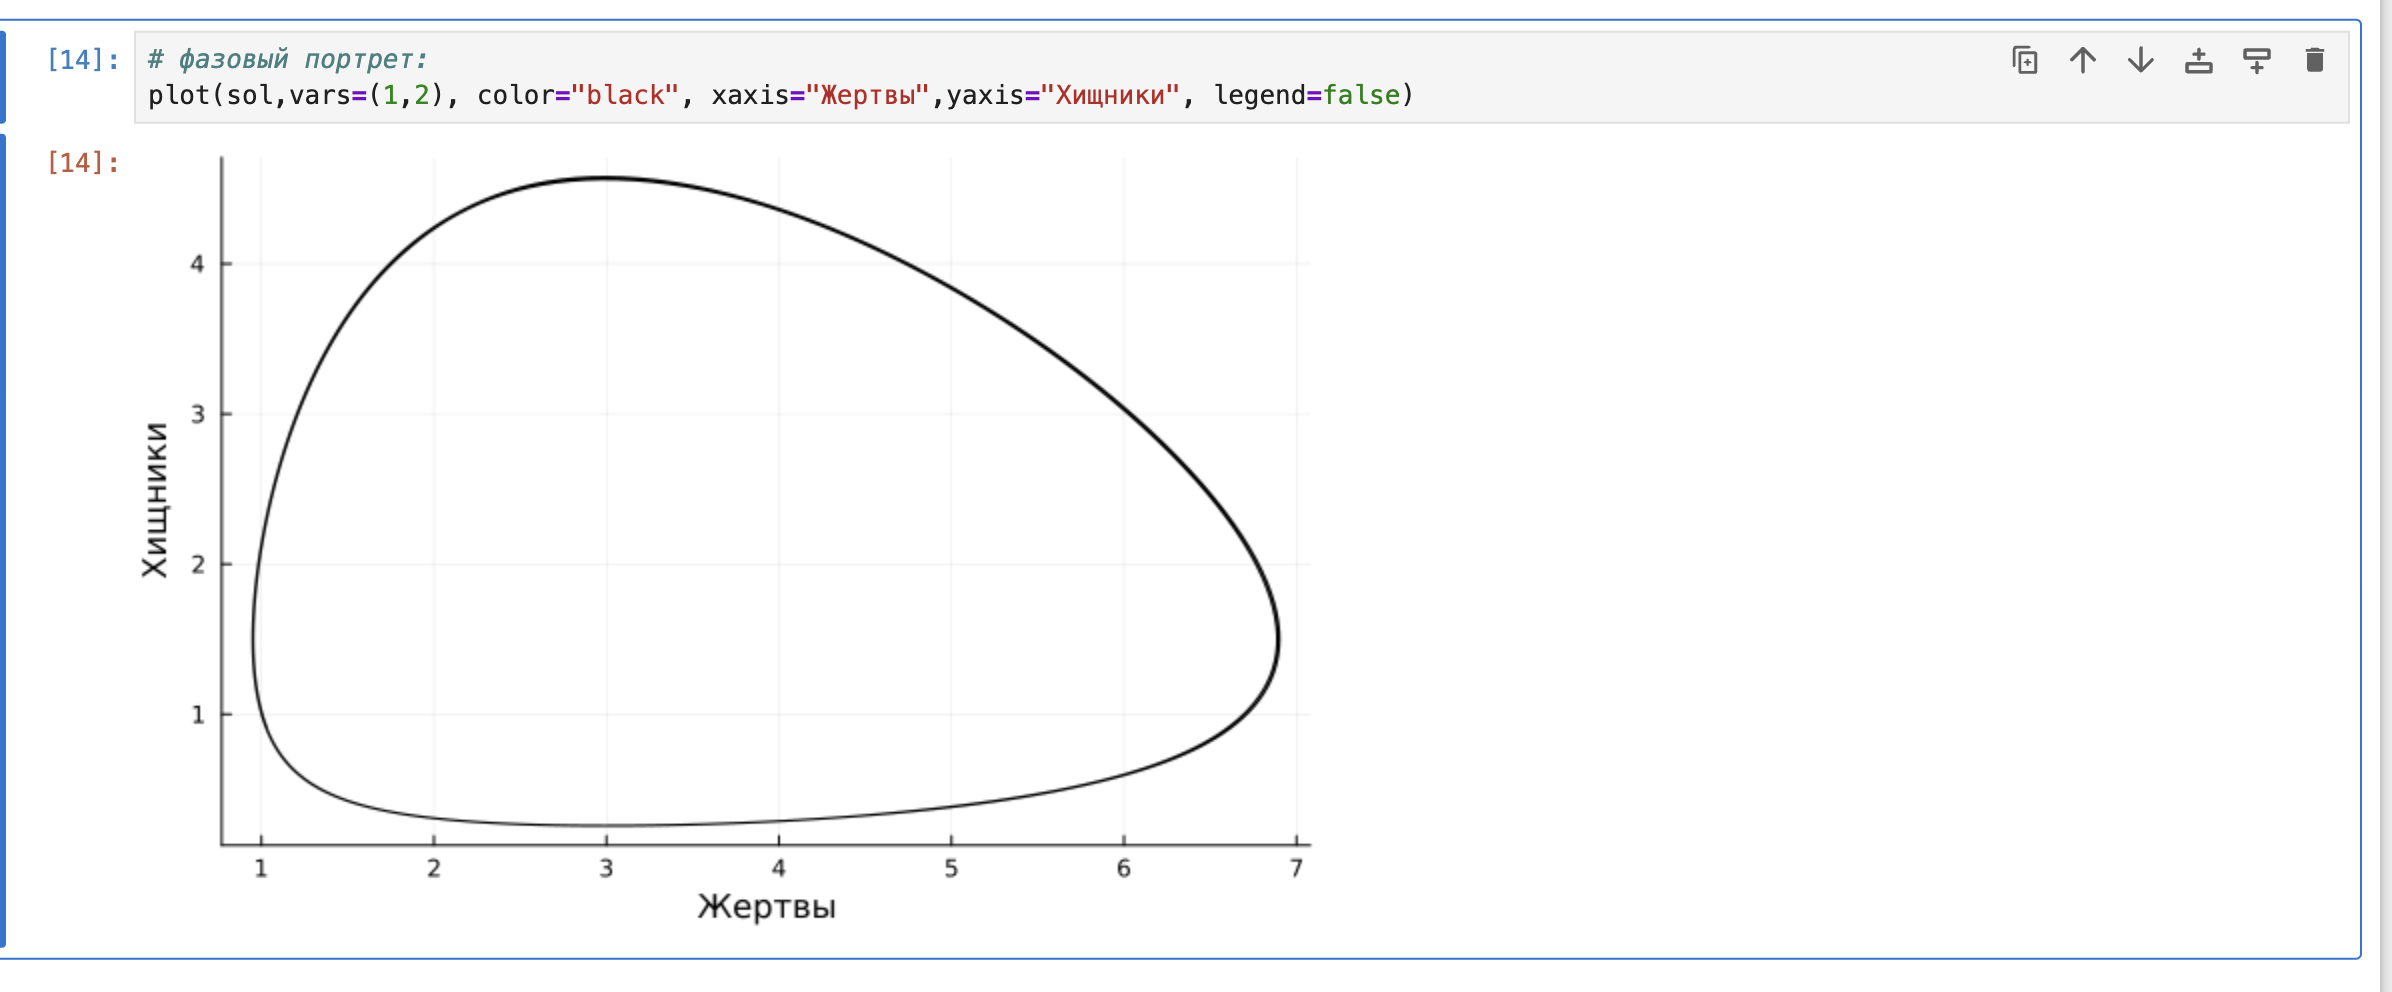 [14]: # фазовый портрет:
plot(sol,vars=(1,2), color="black", xaxis="Жертвы",yaxis="Хищники", legend=false)
[14]:
4
3
2
1
Хищники
1 2 3 4 5 6 7
Жертвы